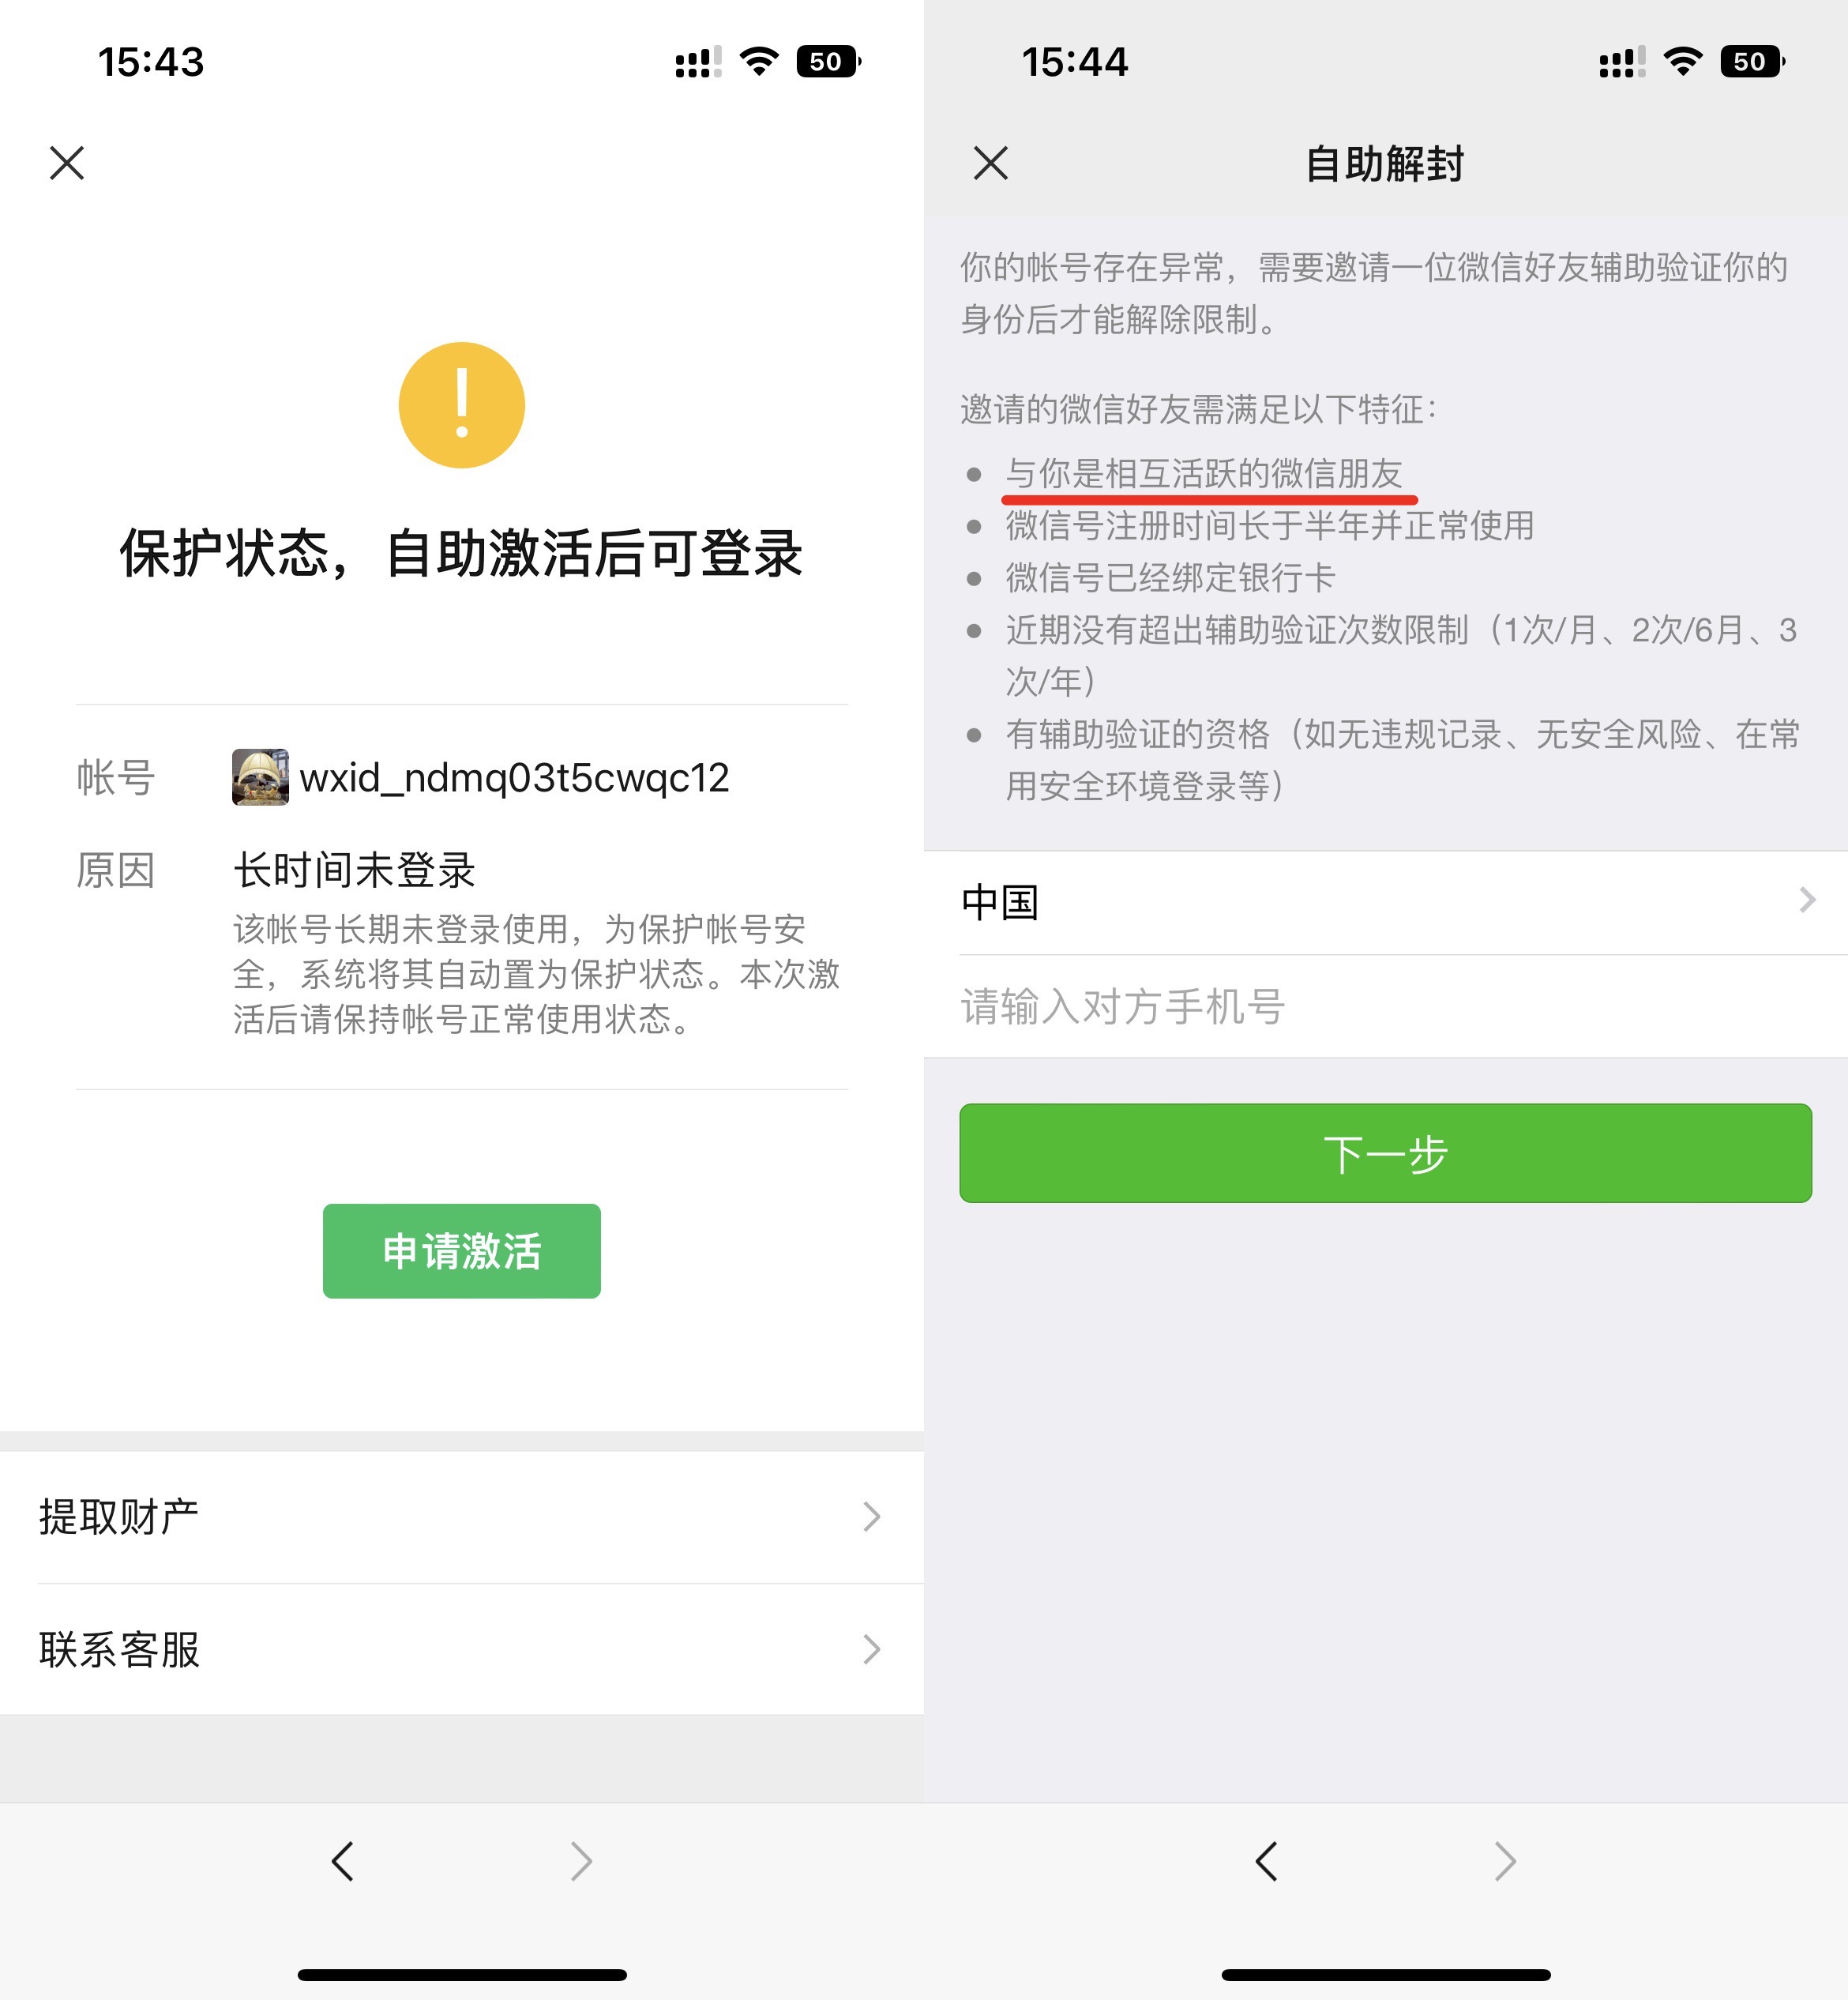 15:43
50
保护状态，自助激活后可登录
帐号
wxid_ndmq03t5cwqc12
原因
长时间未登录
该帐号长期未登录使用，为保护帐号安
全，系统将其自动置为保护状态。本次激
活后请保持帐号正常使用状态。
申请激活
提取财产
联系客服
15:44
50
自助解封
你的帐号存在异常，需要邀请一位微信好友辅助验证你的
身份后才能解除限制。
邀请的微信好友需满足以下特征：
与你是相互活跃的微信朋友
微信号注册时间长于半年并正常使用
微信号已经绑定银行卡
近期没有超出辅助验证次数限制（1次/月、2次/6月、3
次/年）
有辅助验证的资格（如无违规记录、无安全风险、在常
用安全环境登录等）
中国
请输入对方手机号
下一步